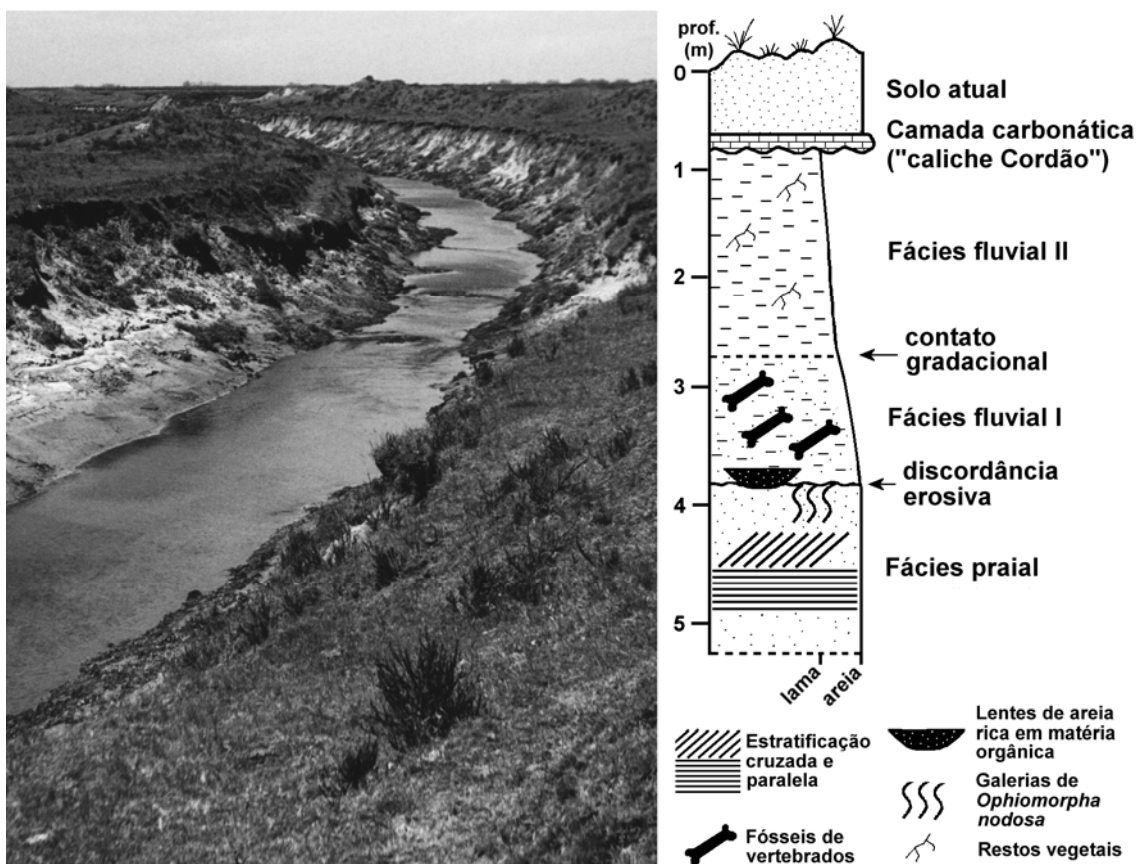 prof.
(m)
0
Solo atual
Camada carbonática
("caliche Cordão")
1
Fácies fluvial II
2
contato
gradacional
3
Fácies fluvial I
discordância
erosiva
4
Fácies praial
5
lama
areia
Estratificação
cruzada e
paralela
Fósseis de
vertebrados
Lentes de areia
rica em matéria
orgânica
Galerias de
Ophiomorpha
nodosa
Restos vegetais